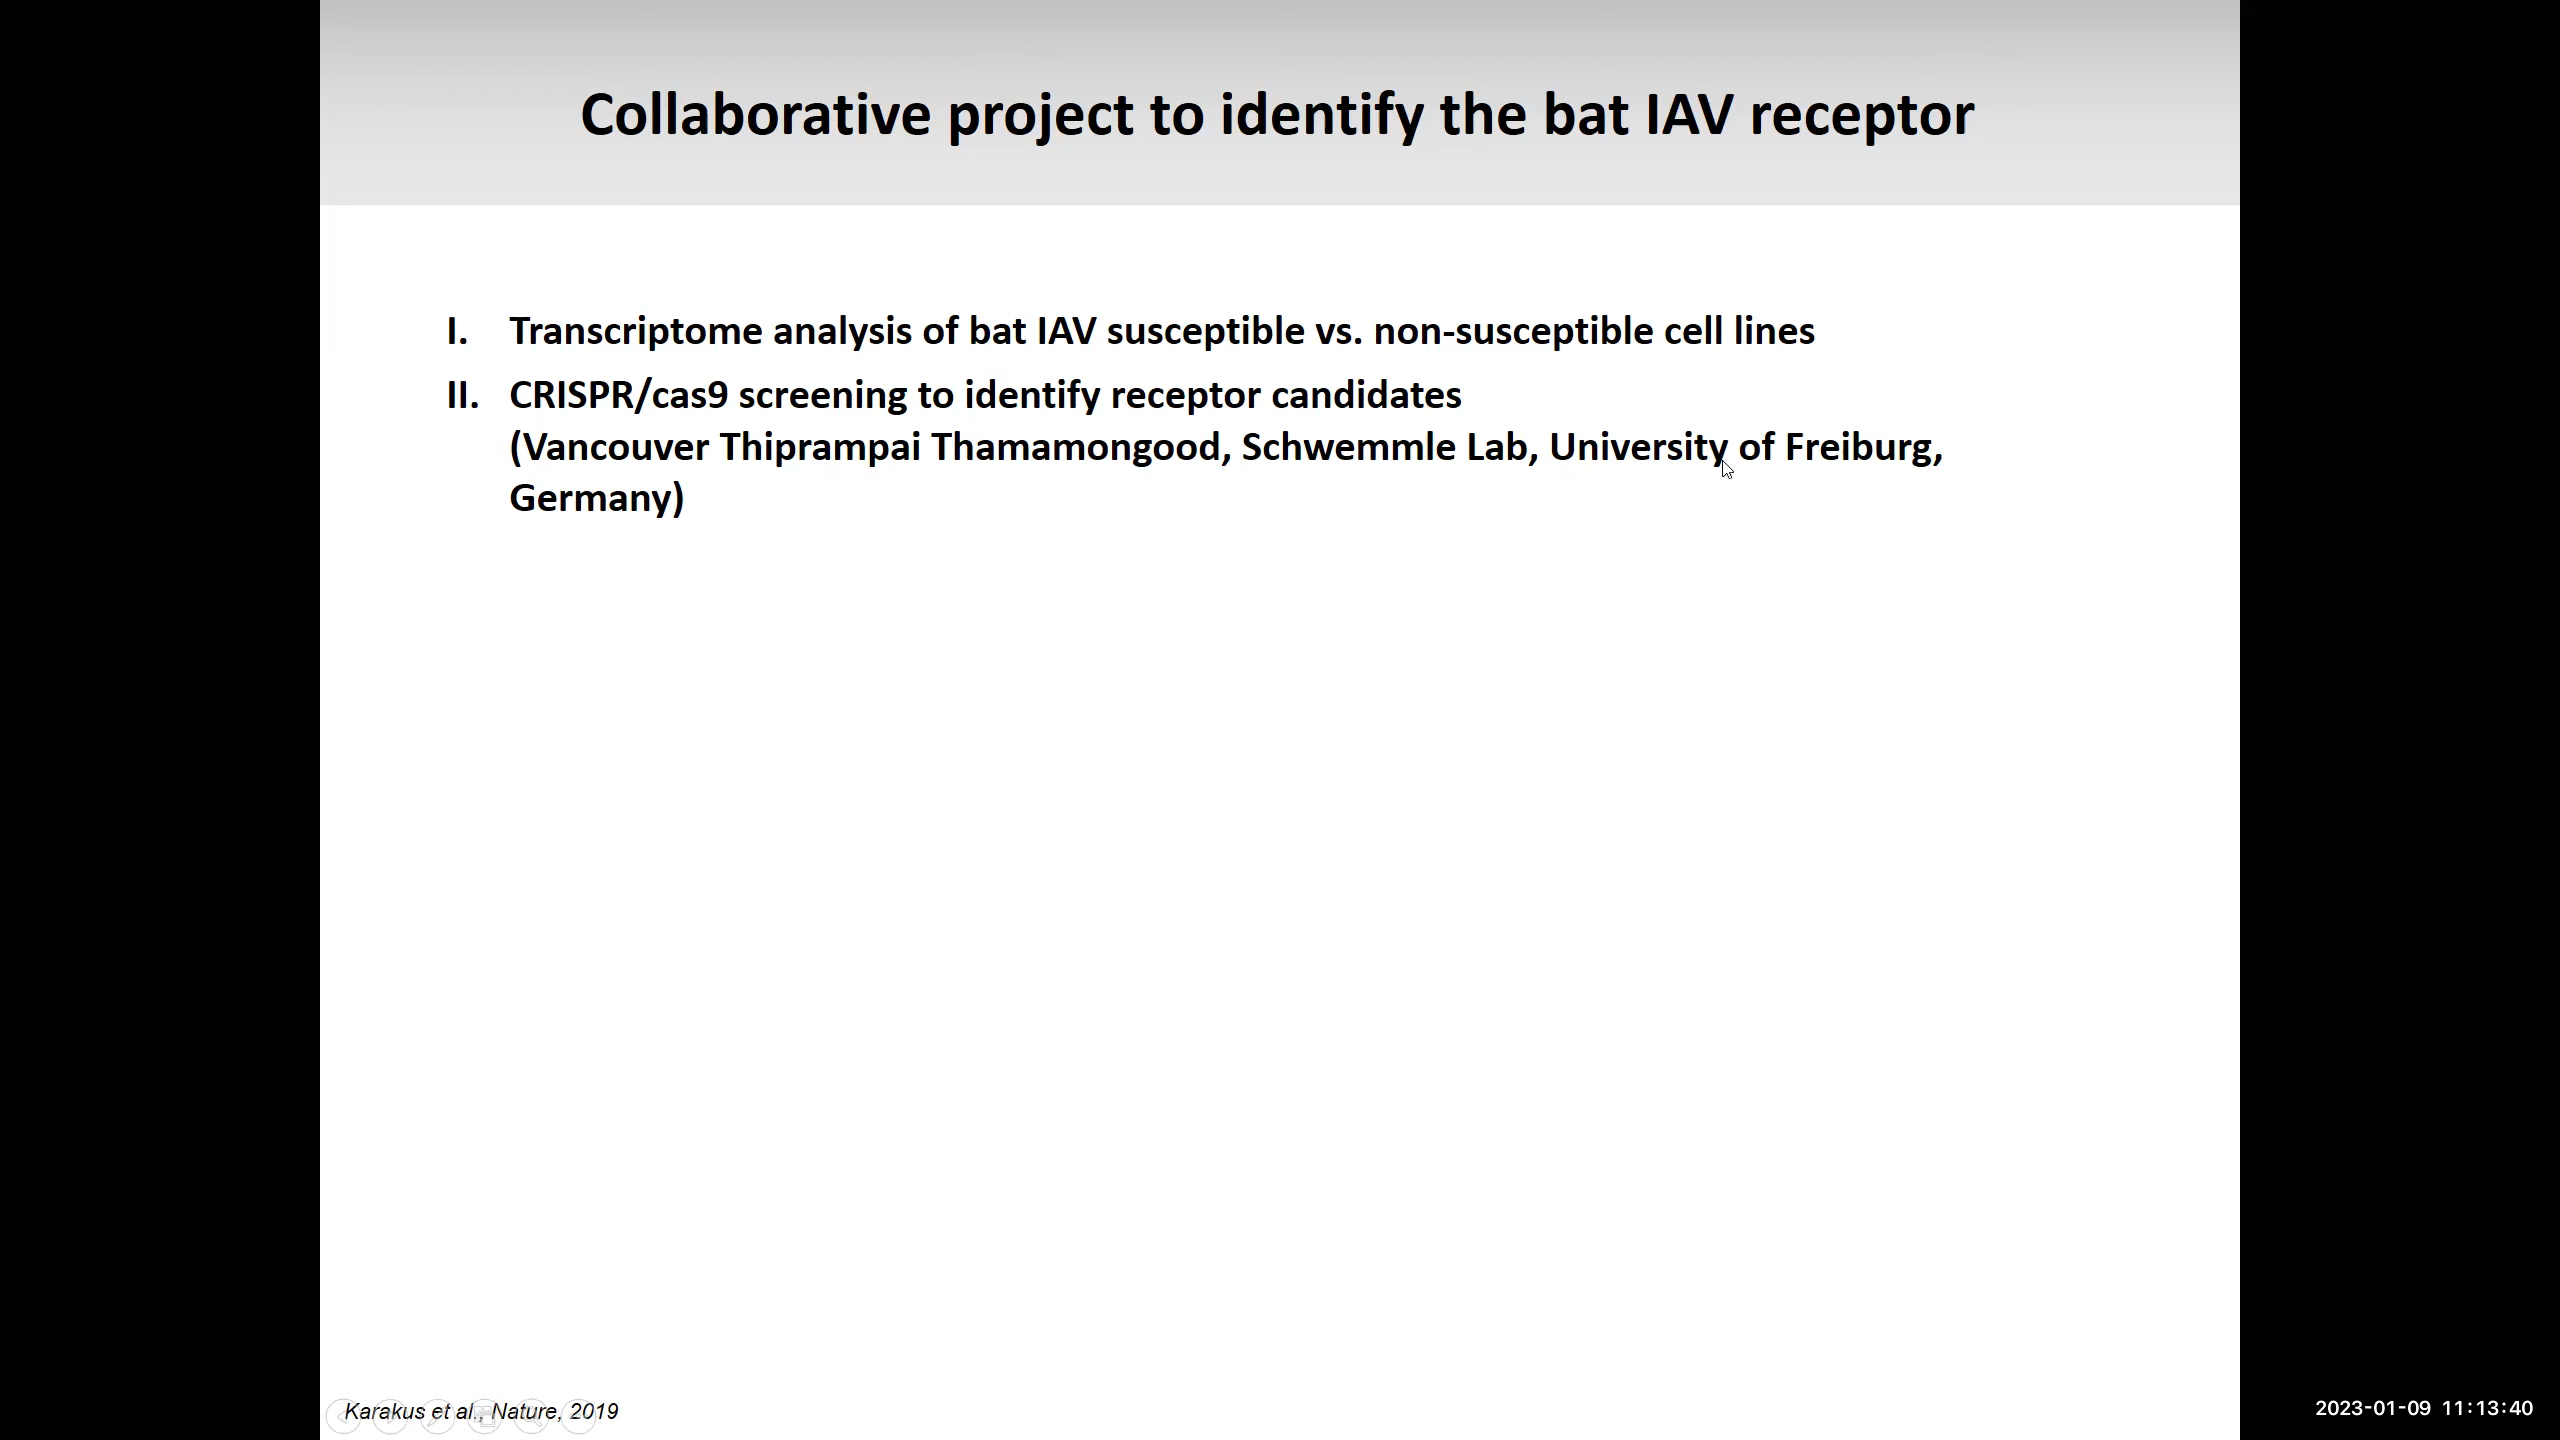 Collaborative project to identify the bat IAV receptor
I. Transcriptome analysis of bat IAV susceptible vs. non-susceptible cell lines
II. CRISPR/cas9 screening to identify receptor candidates
(Vancouver Thiprampai Thamamongood, Schwemmle Lab, University of Freiburg,
Germany)
Karakus et al., Nature, 2019
2023-01-09 11:13:40